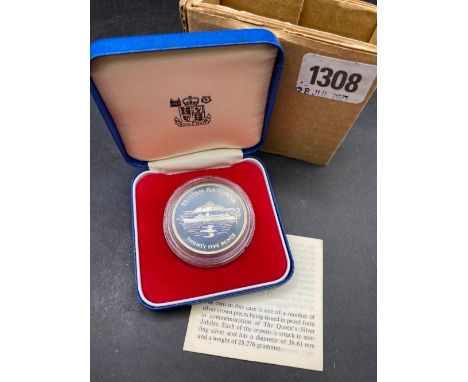 1308
TRISTAN DA CUNHA
TWENTY FIVE PENCE
coin in this case is one of a number of
silver crown pieces being issued in proof form
in commemoration of The Queen's Silver
Jubilee. Each of the crowns is struck in ster-
ling silver and has a diameter of 38.61 mm
and a weight of 28.276 grammes.